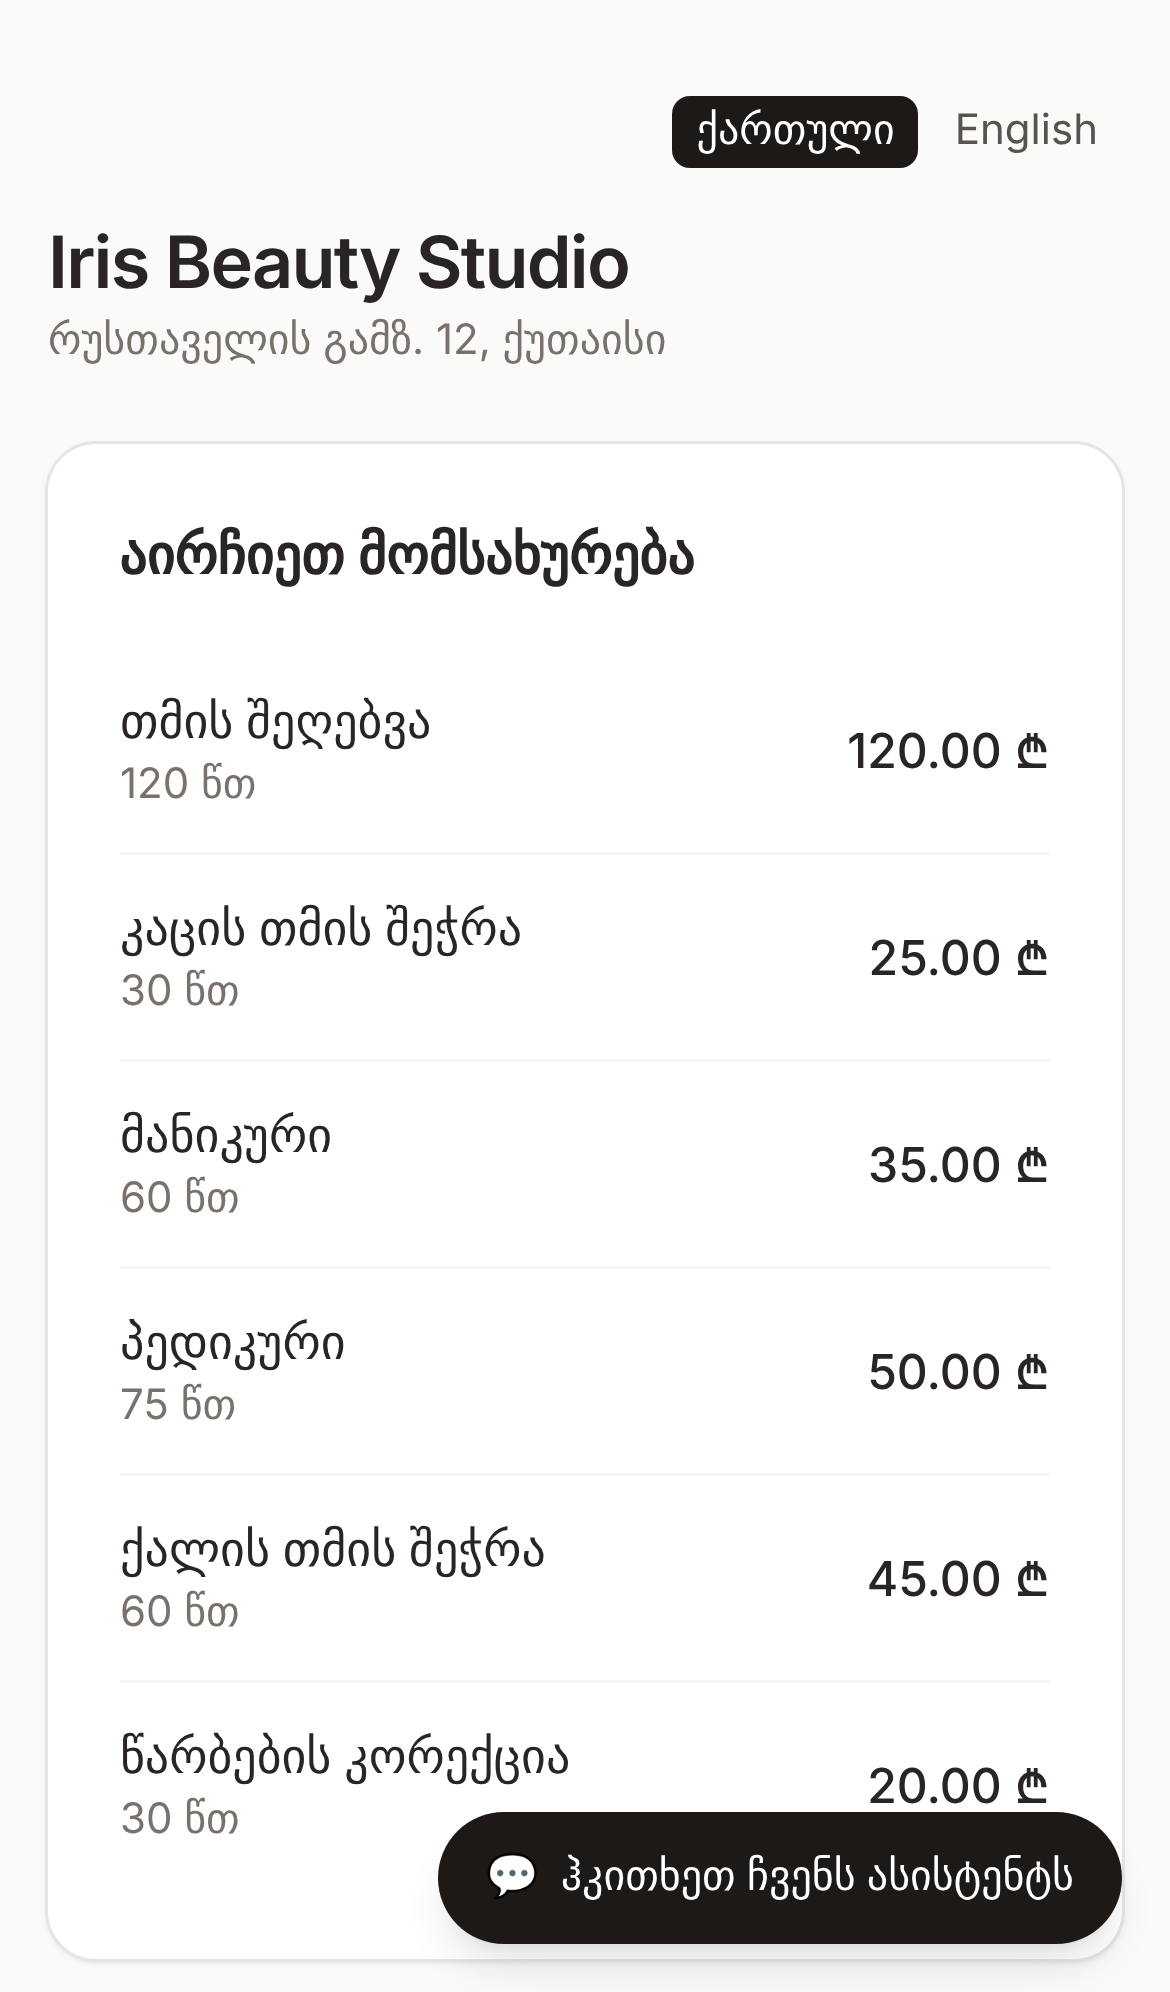 ქართული English
Iris Beauty Studio
რუსთაველის გამზ. 12, ქუთაისი
აირჩიეთ მომსახურება
თმის შეღებვა
120 წთ
120.00 ₾
კაცის თმის შეჭრა
30 წთ
25.00 ₾
მანიკური
60 წთ
35.00 ₾
პედიკური
75 წთ
50.00 ₾
ქალის თმის შეჭრა
60 წთ
45.00 ₾
წარბების კორექცია
30 წთ
20.00 ₾
💬 ჰკითხეთ ჩვენს ასისტენტს